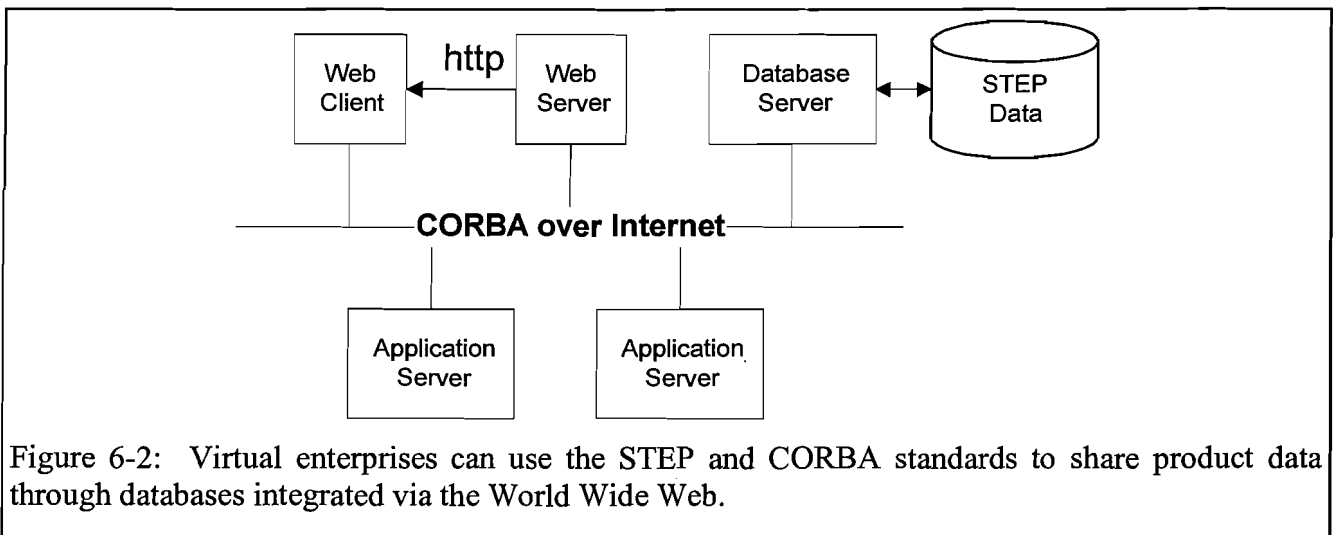 Web
Client
http
Web
Server
Database
Server
STEP
Data
CORBA over Internet
Application
Server
Application
Server
Figure 6-2: Virtual enterprises can use the STEP and CORBA standards to share product data
through databases integrated via the World Wide Web.